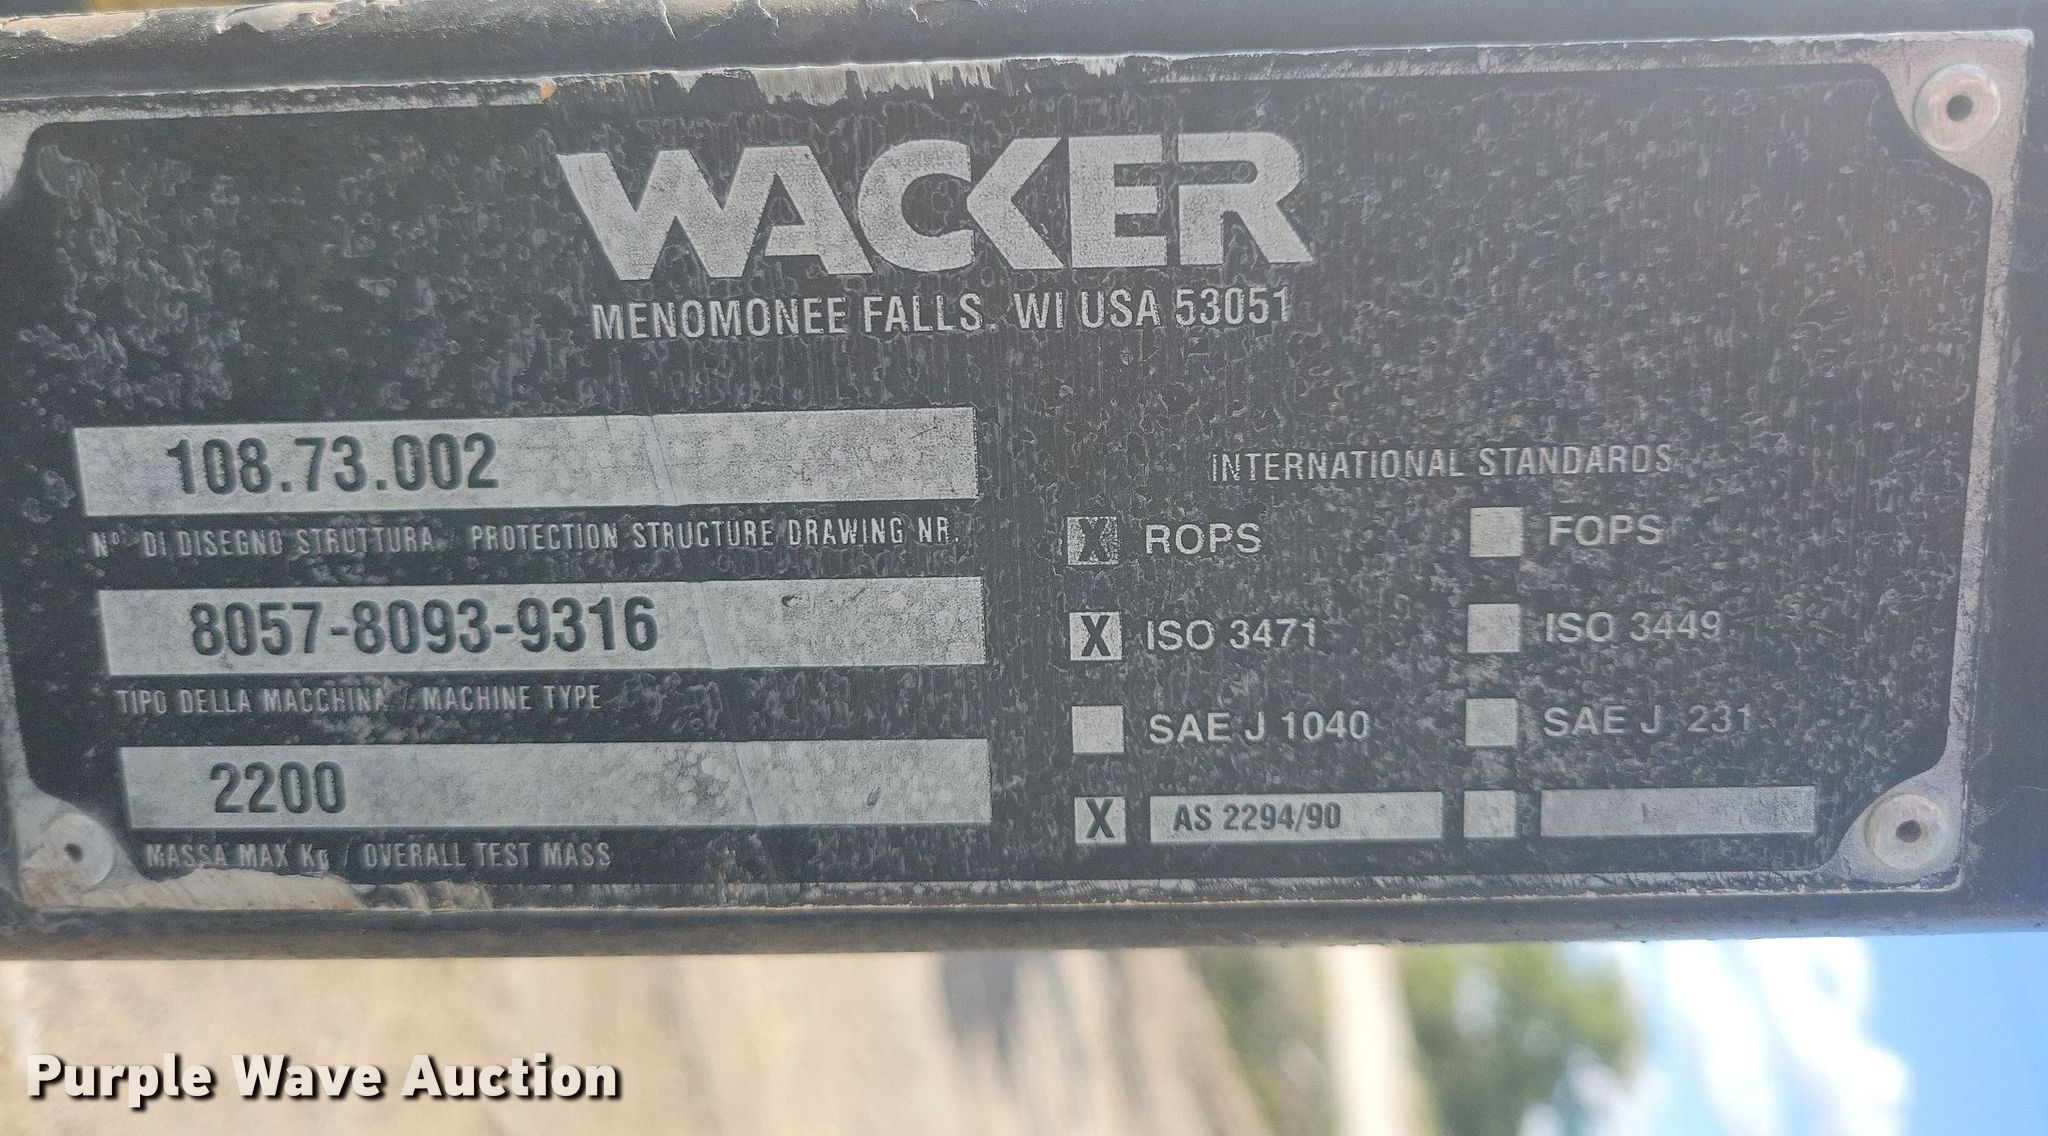 WACKER
MENOMONEE FALLS. WI USA 53051
108.73.002
N° DI DISEGNO STRUTTURA / PROTECTION STRUCTURE DRAWING NR.
8057-8093-9316
TIPO DELLA MACCHINA / MACHINE TYPE
2200
MASSA MAX Kg / OVERALL TEST MASS
INTERNATIONAL STANDARDS
X ROPS FOPS
X ISO 3471 ISO 3449
SAE J 1040 SAE J 231
X AS 2294/90
Purple Wave Auction